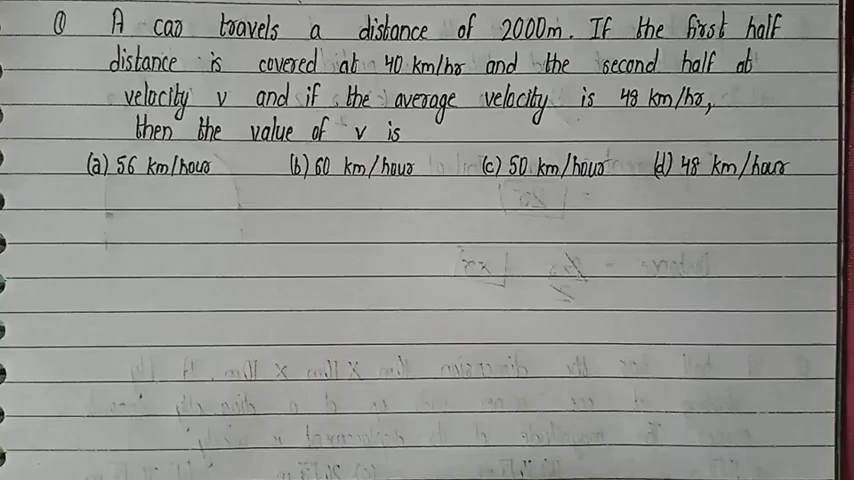 ① A car travels a distance of 2000m. If the first half
distance is covered at 40 km/hr and the second half at
velocity v and if the average velocity is 48 km/hr,
then the value of v is
(a) 56 km/hour (b) 60 km/hour (c) 50 km/hour (d) 48 km/hour